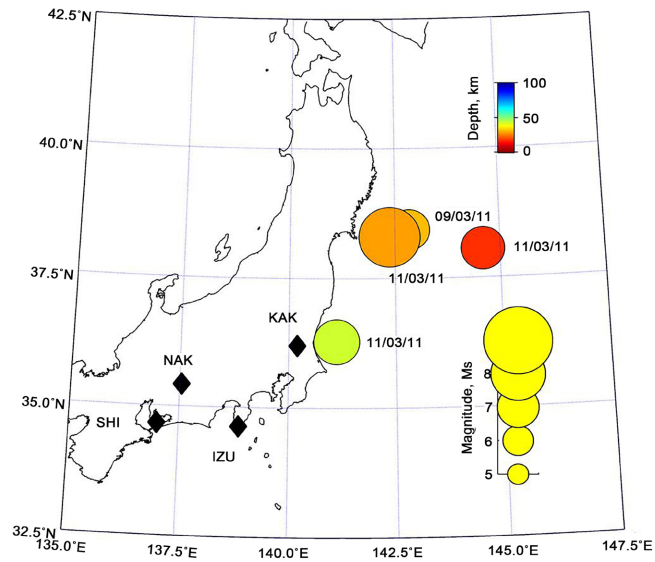 42.5°N
40.0°N
37.5°N
35.0°N
32.5°N
135.0°E
137.5°E
140.0°E
142.5°E
145.0°E
147.5°E
Depth, km
100
50
0
09/03/11
11/03/11
11/03/11
11/03/11
KAK
NAK
SHI
IZU
Magnitude, Ms
8
7
6
5